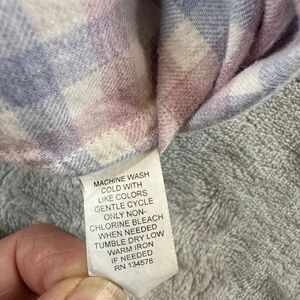 MACHINE WASH
COLD WITH
LIKE COLORS
GENTLE CYCLE
ONLY NON-
CHLORINE BLEACH
WHEN NEEDED
TUMBLE DRY LOW
WARM IRON
IF NEEDED
RN 134578